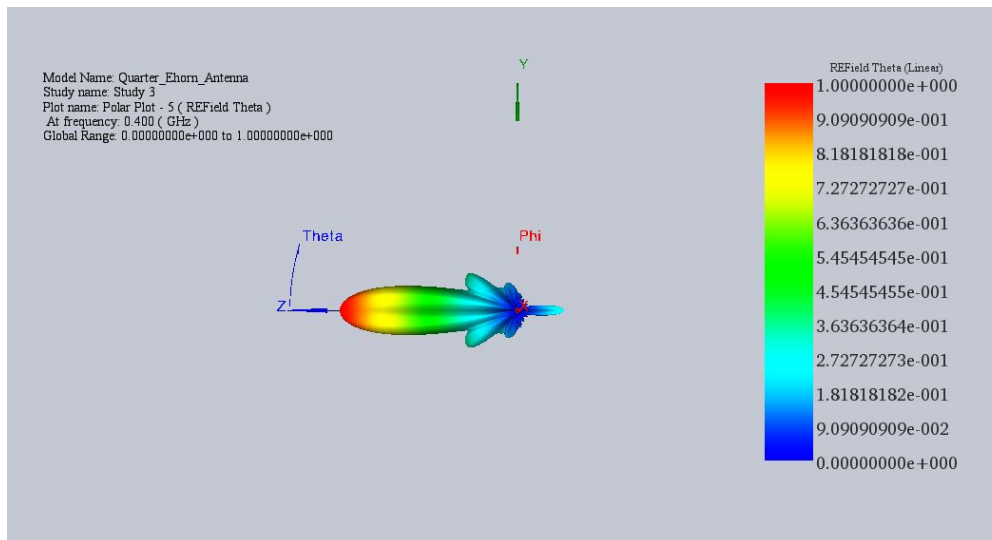 Model Name: Quarter_Ehorn_Antenna
Study name: Study 3
Plot name: Polar Plot - 5 ( REField Theta )
At frequency: 0.400 ( GHz )
Global Range: 0.00000000e+000 to 1.00000000e+000
Y
Theta
Phi
Z
X
REField Theta (Linear)
1.00000000e+000
9.09090909e-001
8.18181818e-001
7.27272727e-001
6.36363636e-001
5.45454545e-001
4.54545455e-001
3.63636364e-001
2.72727273e-001
1.81818182e-001
9.09090909e-002
0.00000000e+000